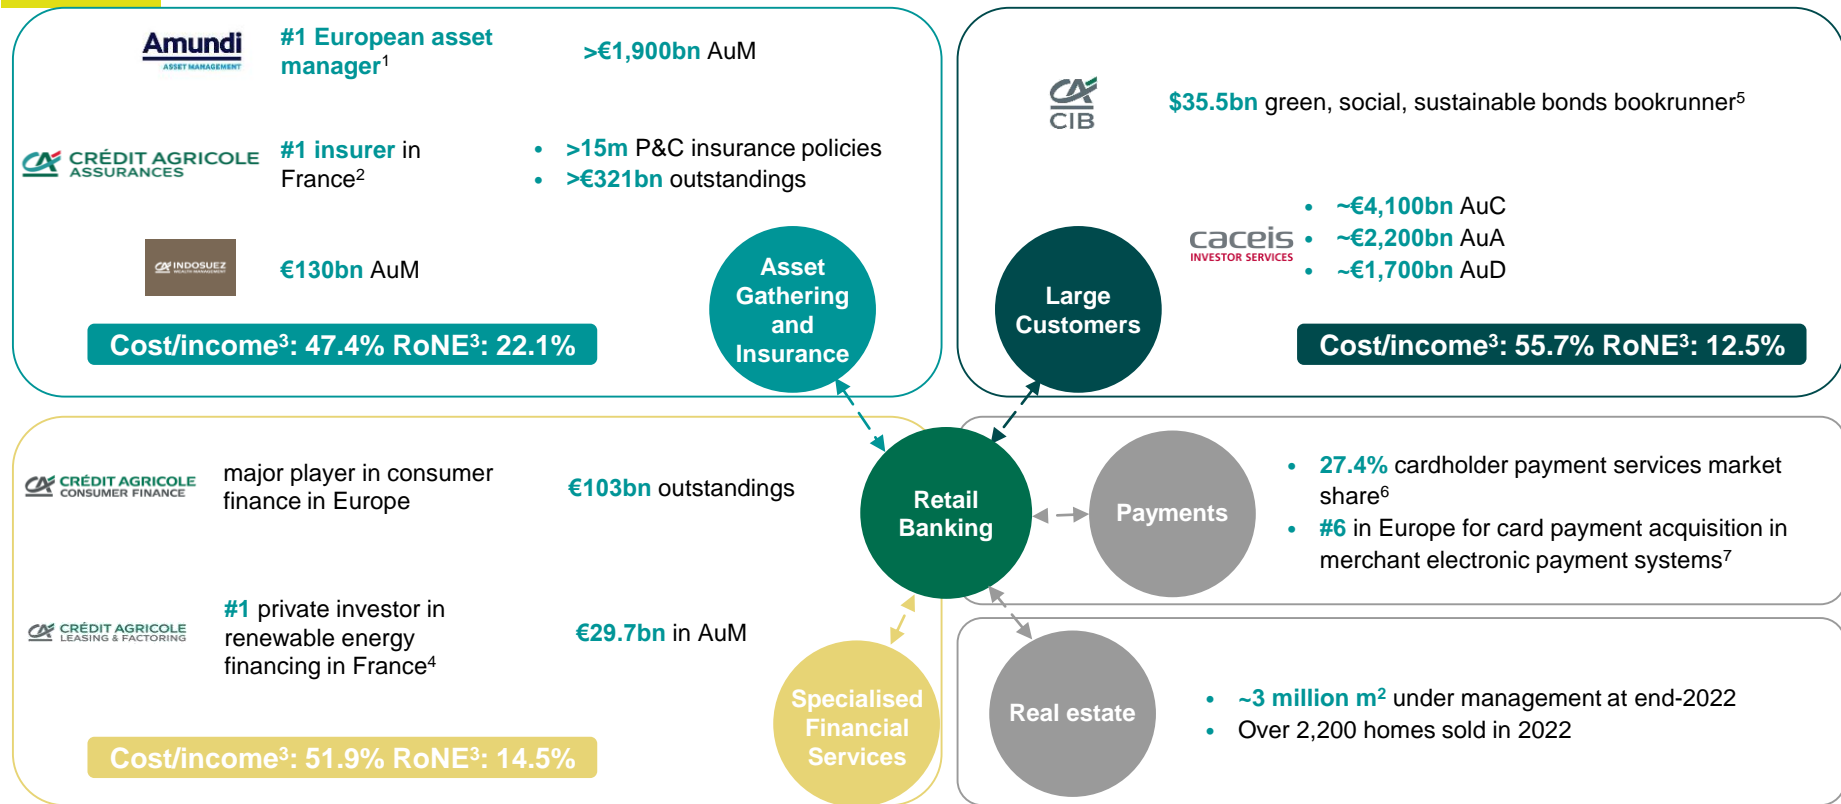 Amundi
ASSET MANAGEMENT
#1 European asset
manager¹
>€1,900bn AuM
CRÉDIT AGRICOLE
ASSURANCES
#1 insurer in
France²
• >15m P&C insurance policies
• >€321bn outstandings
CA INDOSUEZ
WEALTH MANAGEMENT
€130bn AuM
Asset
Gathering
and
Insurance
Cost/income³: 47.4% RoNE³: 22.1%
CA
CIB
$35.5bn green, social, sustainable bonds bookrunner⁵
caceis
INVESTOR SERVICES
• ~€4,100bn AuC
• ~€2,200bn AuA
• ~€1,700bn AuD
Large
Customers
Cost/income³: 55.7% RoNE³: 12.5%
CRÉDIT AGRICOLE
CONSUMER FINANCE
major player in consumer
finance in Europe
€103bn outstandings
CRÉDIT AGRICOLE
LEASING & FACTORING
#1 private investor in
renewable energy
financing in France⁴
€29.7bn in AuM
Specialised
Financial
Services
Cost/income³: 51.9% RoNE³: 14.5%
Retail
Banking
Payments
• 27.4% cardholder payment services market
share⁶
• #6 in Europe for card payment acquisition in
merchant electronic payment systems⁷
Real estate
• ~3 million m² under management at end-2022
• Over 2,200 homes sold in 2022